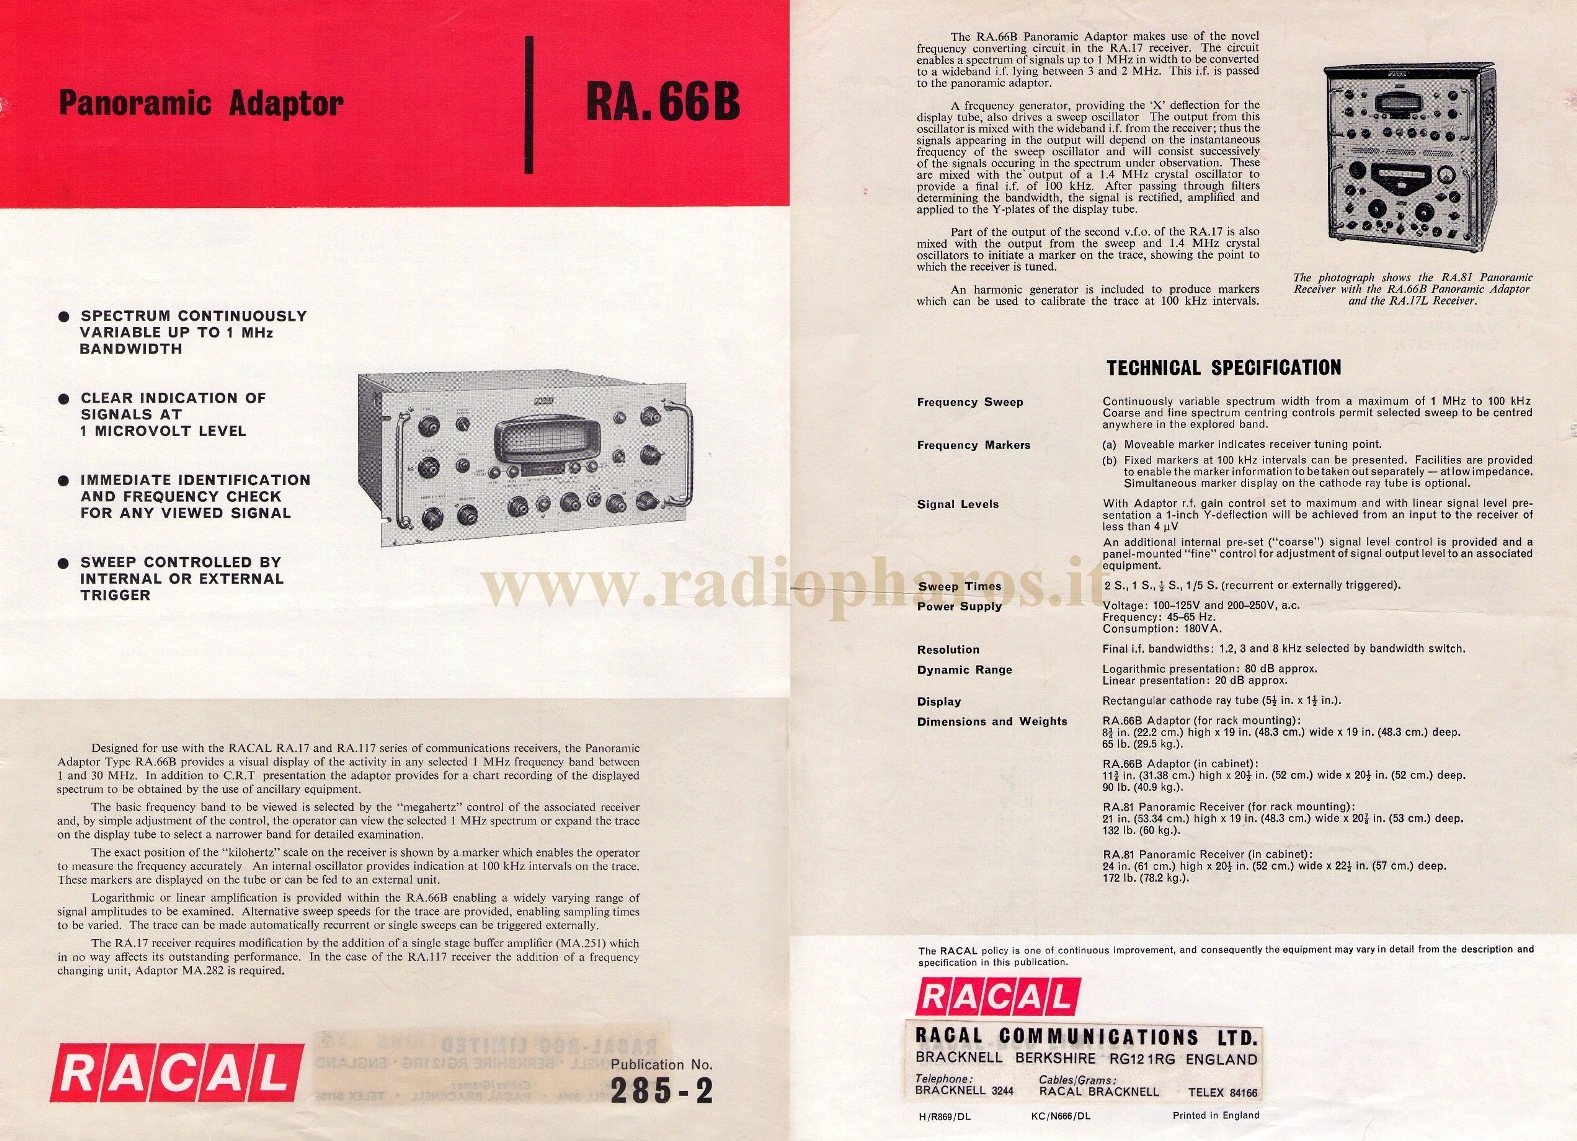 Panoramic Adaptor
RA.66B
● SPECTRUM CONTINUOUSLY
VARIABLE UP TO 1 MHz
BANDWIDTH
● CLEAR INDICATION OF
SIGNALS AT
1 MICROVOLT LEVEL
● IMMEDIATE IDENTIFICATION
AND FREQUENCY CHECK
FOR ANY VIEWED SIGNAL
● SWEEP CONTROLLED BY
INTERNAL OR EXTERNAL
TRIGGER
Designed for use with the RACAL RA.17 and RA.117 series of communications receivers, the Panoramic
Adaptor Type RA.66B provides a visual display of the activity in any selected 1 MHz frequency band between
1 and 30 MHz. In addition to C.R.T presentation the adaptor provides for a chart recording of the displayed
spectrum to be obtained by the use of ancillary equipment.
The basic frequency band to be viewed is selected by the "megahertz" control of the associated receiver
and, by simple adjustment of the control, the operator can view the selected 1 MHz spectrum or expand the trace
on the display tube to select a narrower band for detailed examination.
The exact position of the "kilohertz" scale on the receiver is shown by a marker which enables the operator
to measure the frequency accurately An internal oscillator provides indication at 100 kHz intervals on the trace.
These markers are displayed on the tube or can be fed to an external unit.
Logarithmic or linear amplification is provided within the RA.66B enabling a widely varying range of
signal amplitudes to be examined. Alternative sweep speeds for the trace are provided, enabling sampling times
to be varied. The trace can be made automatically recurrent or single sweeps can be triggered externally.
The RA.17 receiver requires modification by the addition of a single stage buffer amplifier (MA.251) which
in no way affects its outstanding performance. In the case of the RA.117 receiver the addition of a frequency
changing unit, Adaptor MA.282 is required.
RACAL
Publication No.
285-2
The RA.66B Panoramic Adaptor makes use of the novel
frequency converting circuit in the RA.17 receiver. The circuit
enables a spectrum of signals up to 1 MHz in width to be converted
to a wideband i.f. lying between 3 and 2 MHz. This i.f. is passed
to the panoramic adaptor.
A frequency generator, providing the 'X' deflection for the
display tube, also drives a sweep oscillator The output from this
oscillator is mixed with the wideband i.f. from the receiver; thus the
signals appearing in the output will depend on the instantaneous
frequency of the sweep oscillator and will consist successively
of the signals occuring in the spectrum under observation. These
are mixed with the output of a 1.4 MHz crystal oscillator to
provide a final i.f. of 100 kHz. After passing through filters
determining the bandwidth, the signal is rectified, amplified and
applied to the Y-plates of the display tube.
Part of the output of the second v.f.o. of the RA.17 is also
mixed with the output from the sweep and 1.4 MHz crystal
oscillators to initiate a marker on the trace, showing the point to
which the receiver is tuned.
An harmonic generator is included to produce markers
which can be used to calibrate the trace at 100 kHz intervals.
The photograph shows the RA.81 Panoramic
Receiver with the RA.66B Panoramic Adaptor
and the RA.17L Receiver.
TECHNICAL SPECIFICATION
Frequency Sweep Continuously variable spectrum width from a maximum of 1 MHz to 100 kHz
Coarse and fine spectrum centring controls permit selected sweep to be centred
anywhere in the explored band.
Frequency Markers (a) Moveable marker indicates receiver tuning point.
(b) Fixed markers at 100 kHz intervals can be presented. Facilities are provided
to enable the marker information to be taken out separately — at low impedance.
Simultaneous marker display on the cathode ray tube is optional.
Signal Levels With Adaptor r.f. gain control set to maximum and with linear signal level pre-
sentation a 1-inch Y-deflection will be achieved from an input to the receiver of
less than 4 μV
An additional internal pre-set ("coarse") signal level control is provided and a
panel-mounted "fine" control for adjustment of signal output level to an associated
equipment.
www.radiopharos.it
Sweep Times 2 S., 1 S., ½ S., 1/5 S. (recurrent or externally triggered).
Power Supply Voltage: 100–125V and 200–250V, a.c.
Frequency: 45–65 Hz.
Consumption: 180VA.
Resolution Final i.f. bandwidths: 1.2, 3 and 8 kHz selected by bandwidth switch.
Dynamic Range Logarithmic presentation: 80 dB approx.
Linear presentation: 20 dB approx.
Display Rectangular cathode ray tube (5½ in. x 1½ in.).
Dimensions and Weights RA.66B Adaptor (for rack mounting):
8¾ in. (22.2 cm.) high x 19 in. (48.3 cm.) wide x 19 in. (48.3 cm.) deep.
65 lb. (29.5 kg.).
RA.66B Adaptor (in cabinet):
11¾ in. (31.38 cm.) high x 20½ in. (52 cm.) wide x 20½ in. (52 cm.) deep.
90 lb. (40.9 kg.).
RA.81 Panoramic Receiver (for rack mounting):
21 in. (53.34 cm.) high x 19 in. (48.3 cm.) wide x 20⅞ in. (53 cm.) deep.
132 lb. (60 kg.).
RA.81 Panoramic Receiver (in cabinet):
24 in. (61 cm.) high x 20½ in. (52 cm.) wide x 22½ in. (57 cm.) deep.
172 lb. (78.2 kg.).
The RACAL policy is one of continuous improvement, and consequently the equipment may vary in detail from the description and
specification in this publication.
RACAL
RACAL COMMUNICATIONS LTD.
BRACKNELL BERKSHIRE RG12 1RG ENGLAND
Telephone: Cables/Grams:
BRACKNELL 3244 RACAL BRACKNELL TELEX 84166
H/R869/DL KC/N666/DL Printed in England